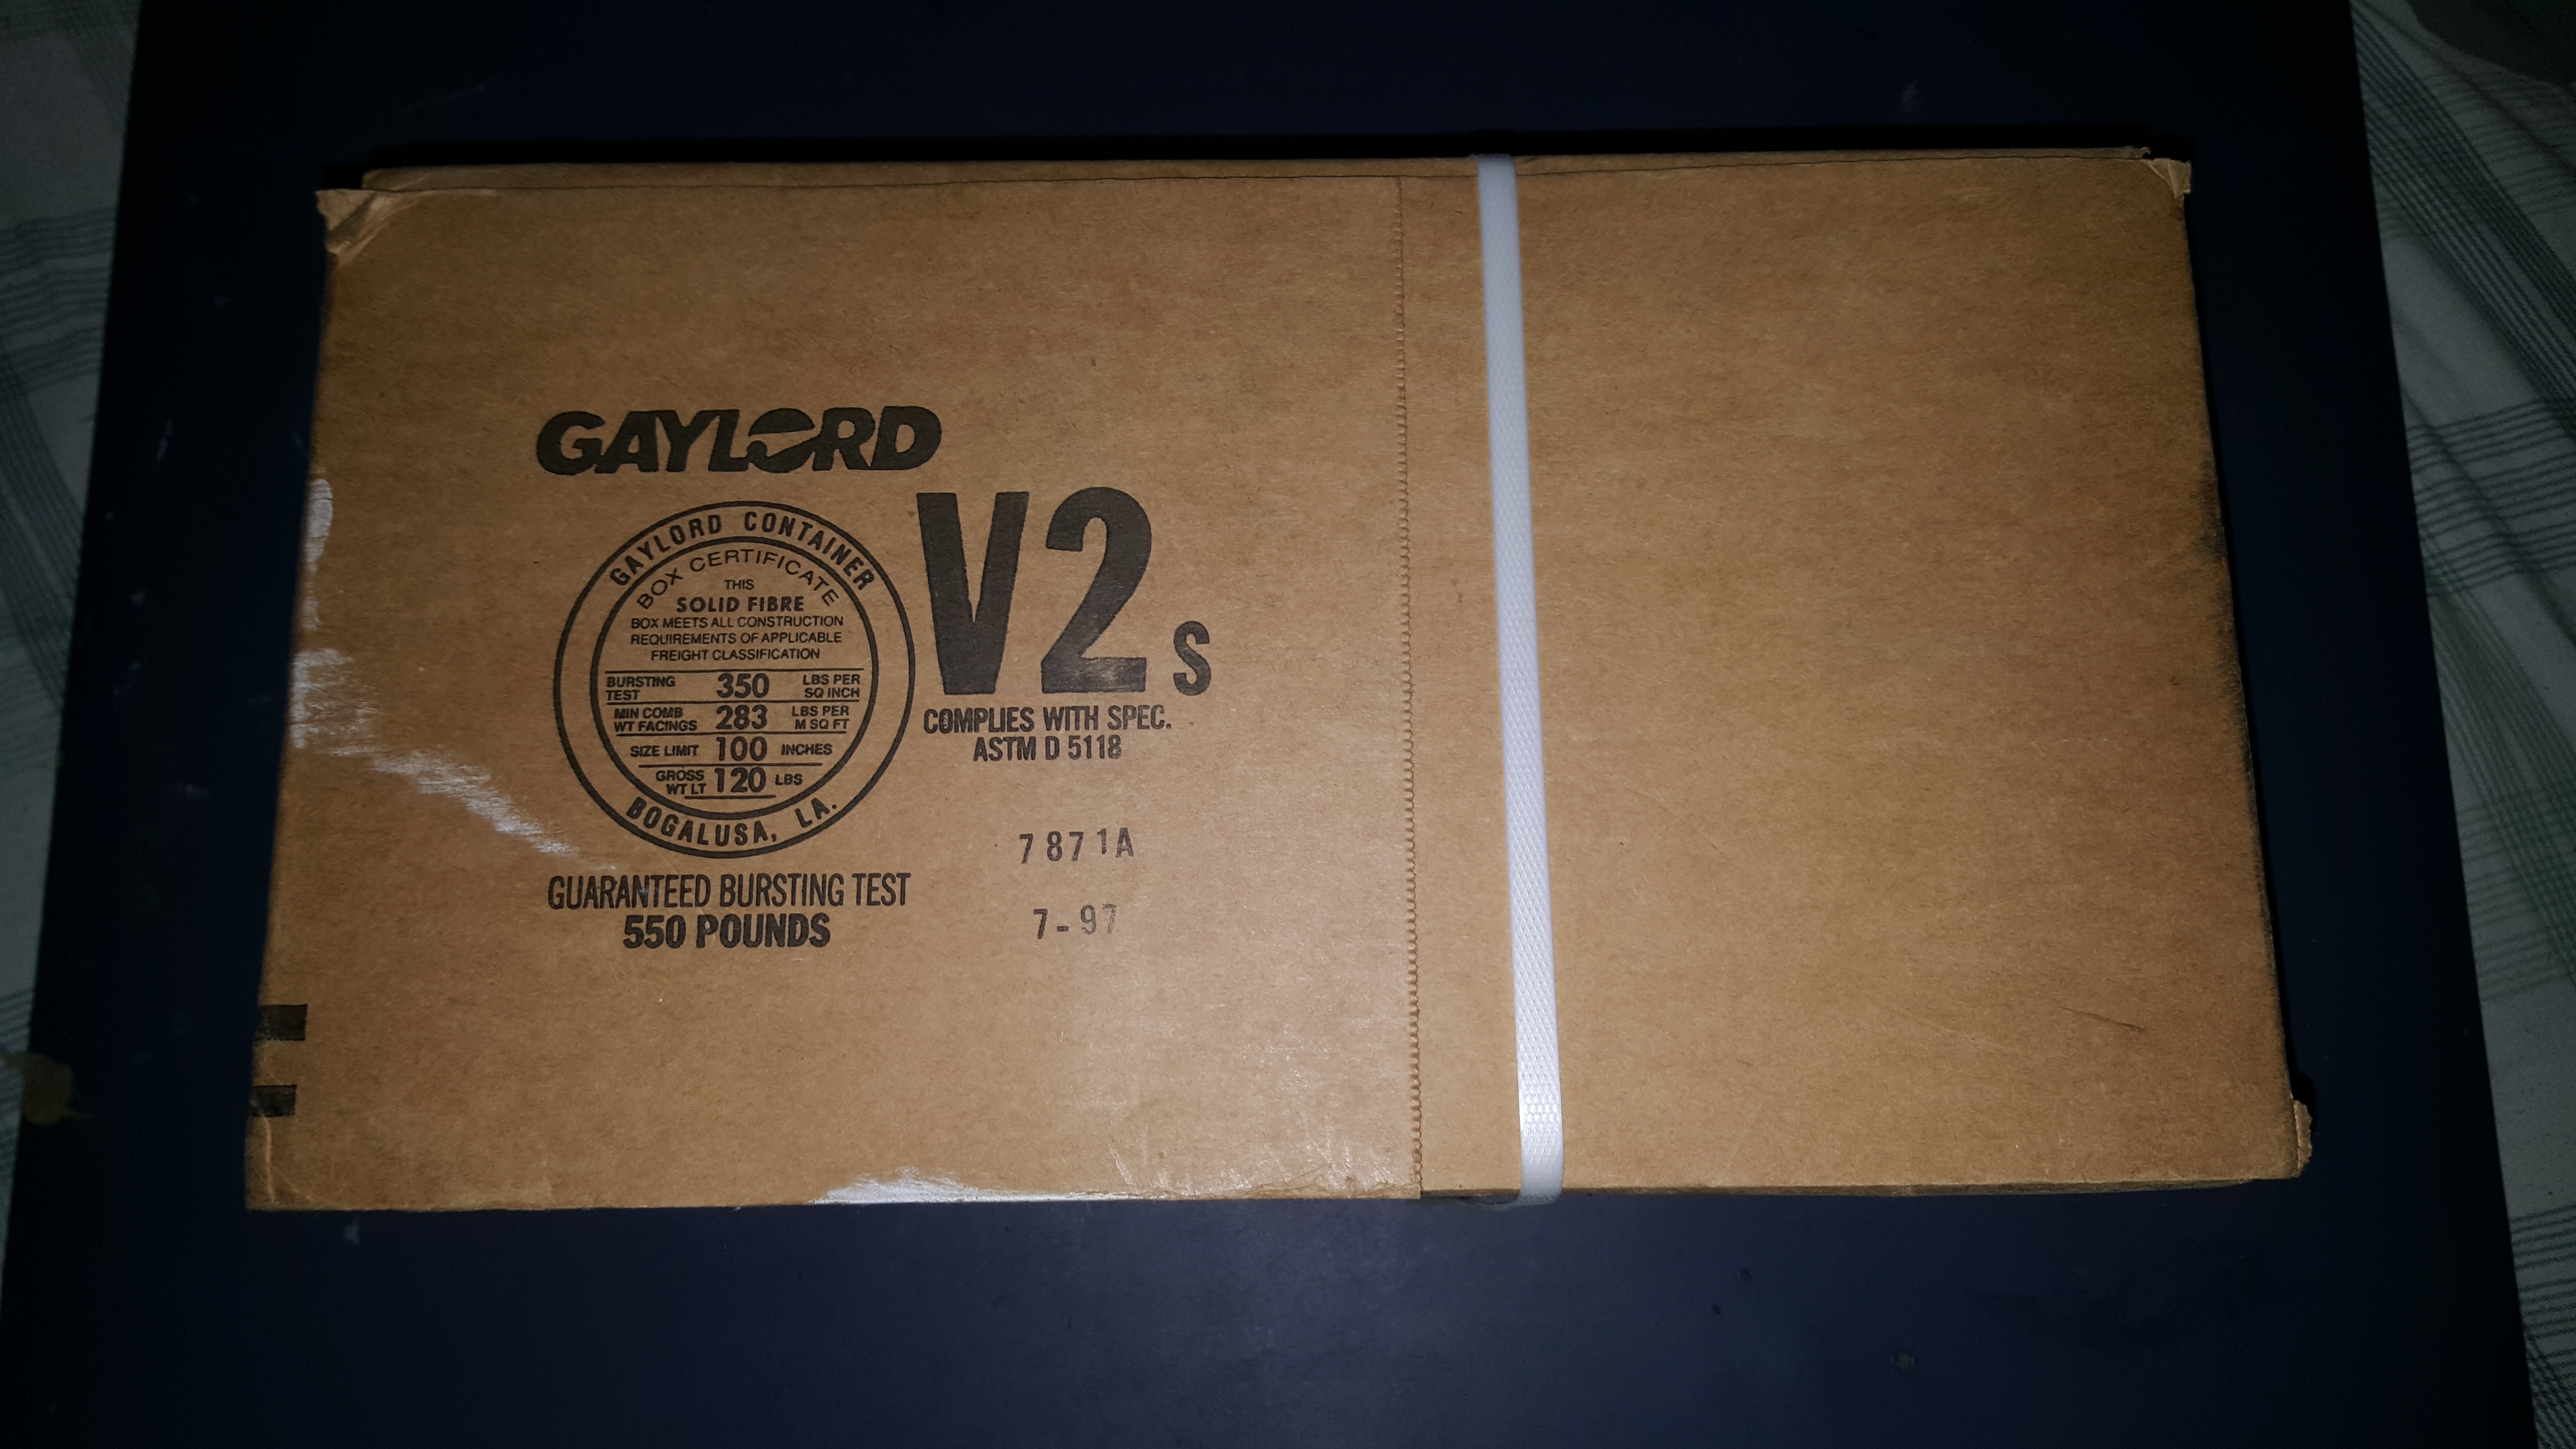 GAYLORD
GAYLORD CONTAINER
BOX CERTIFICATE
THIS
SOLID FIBRE
BOX MEETS ALL CONSTRUCTION
REQUIREMENTS OF APPLICABLE
FREIGHT CLASSIFICATION
BURSTING TEST 350 LBS PER SQ INCH
MIN COMB WT FACINGS 283 LBS PER M SQ FT
SIZE LIMIT 100 INCHES
GROSS WT LT 120 LBS
BOGALUSA, LA.
V2s
COMPLIES WITH SPEC.
ASTM D 5118
7871A
7-97
GUARANTEED BURSTING TEST
550 POUNDS